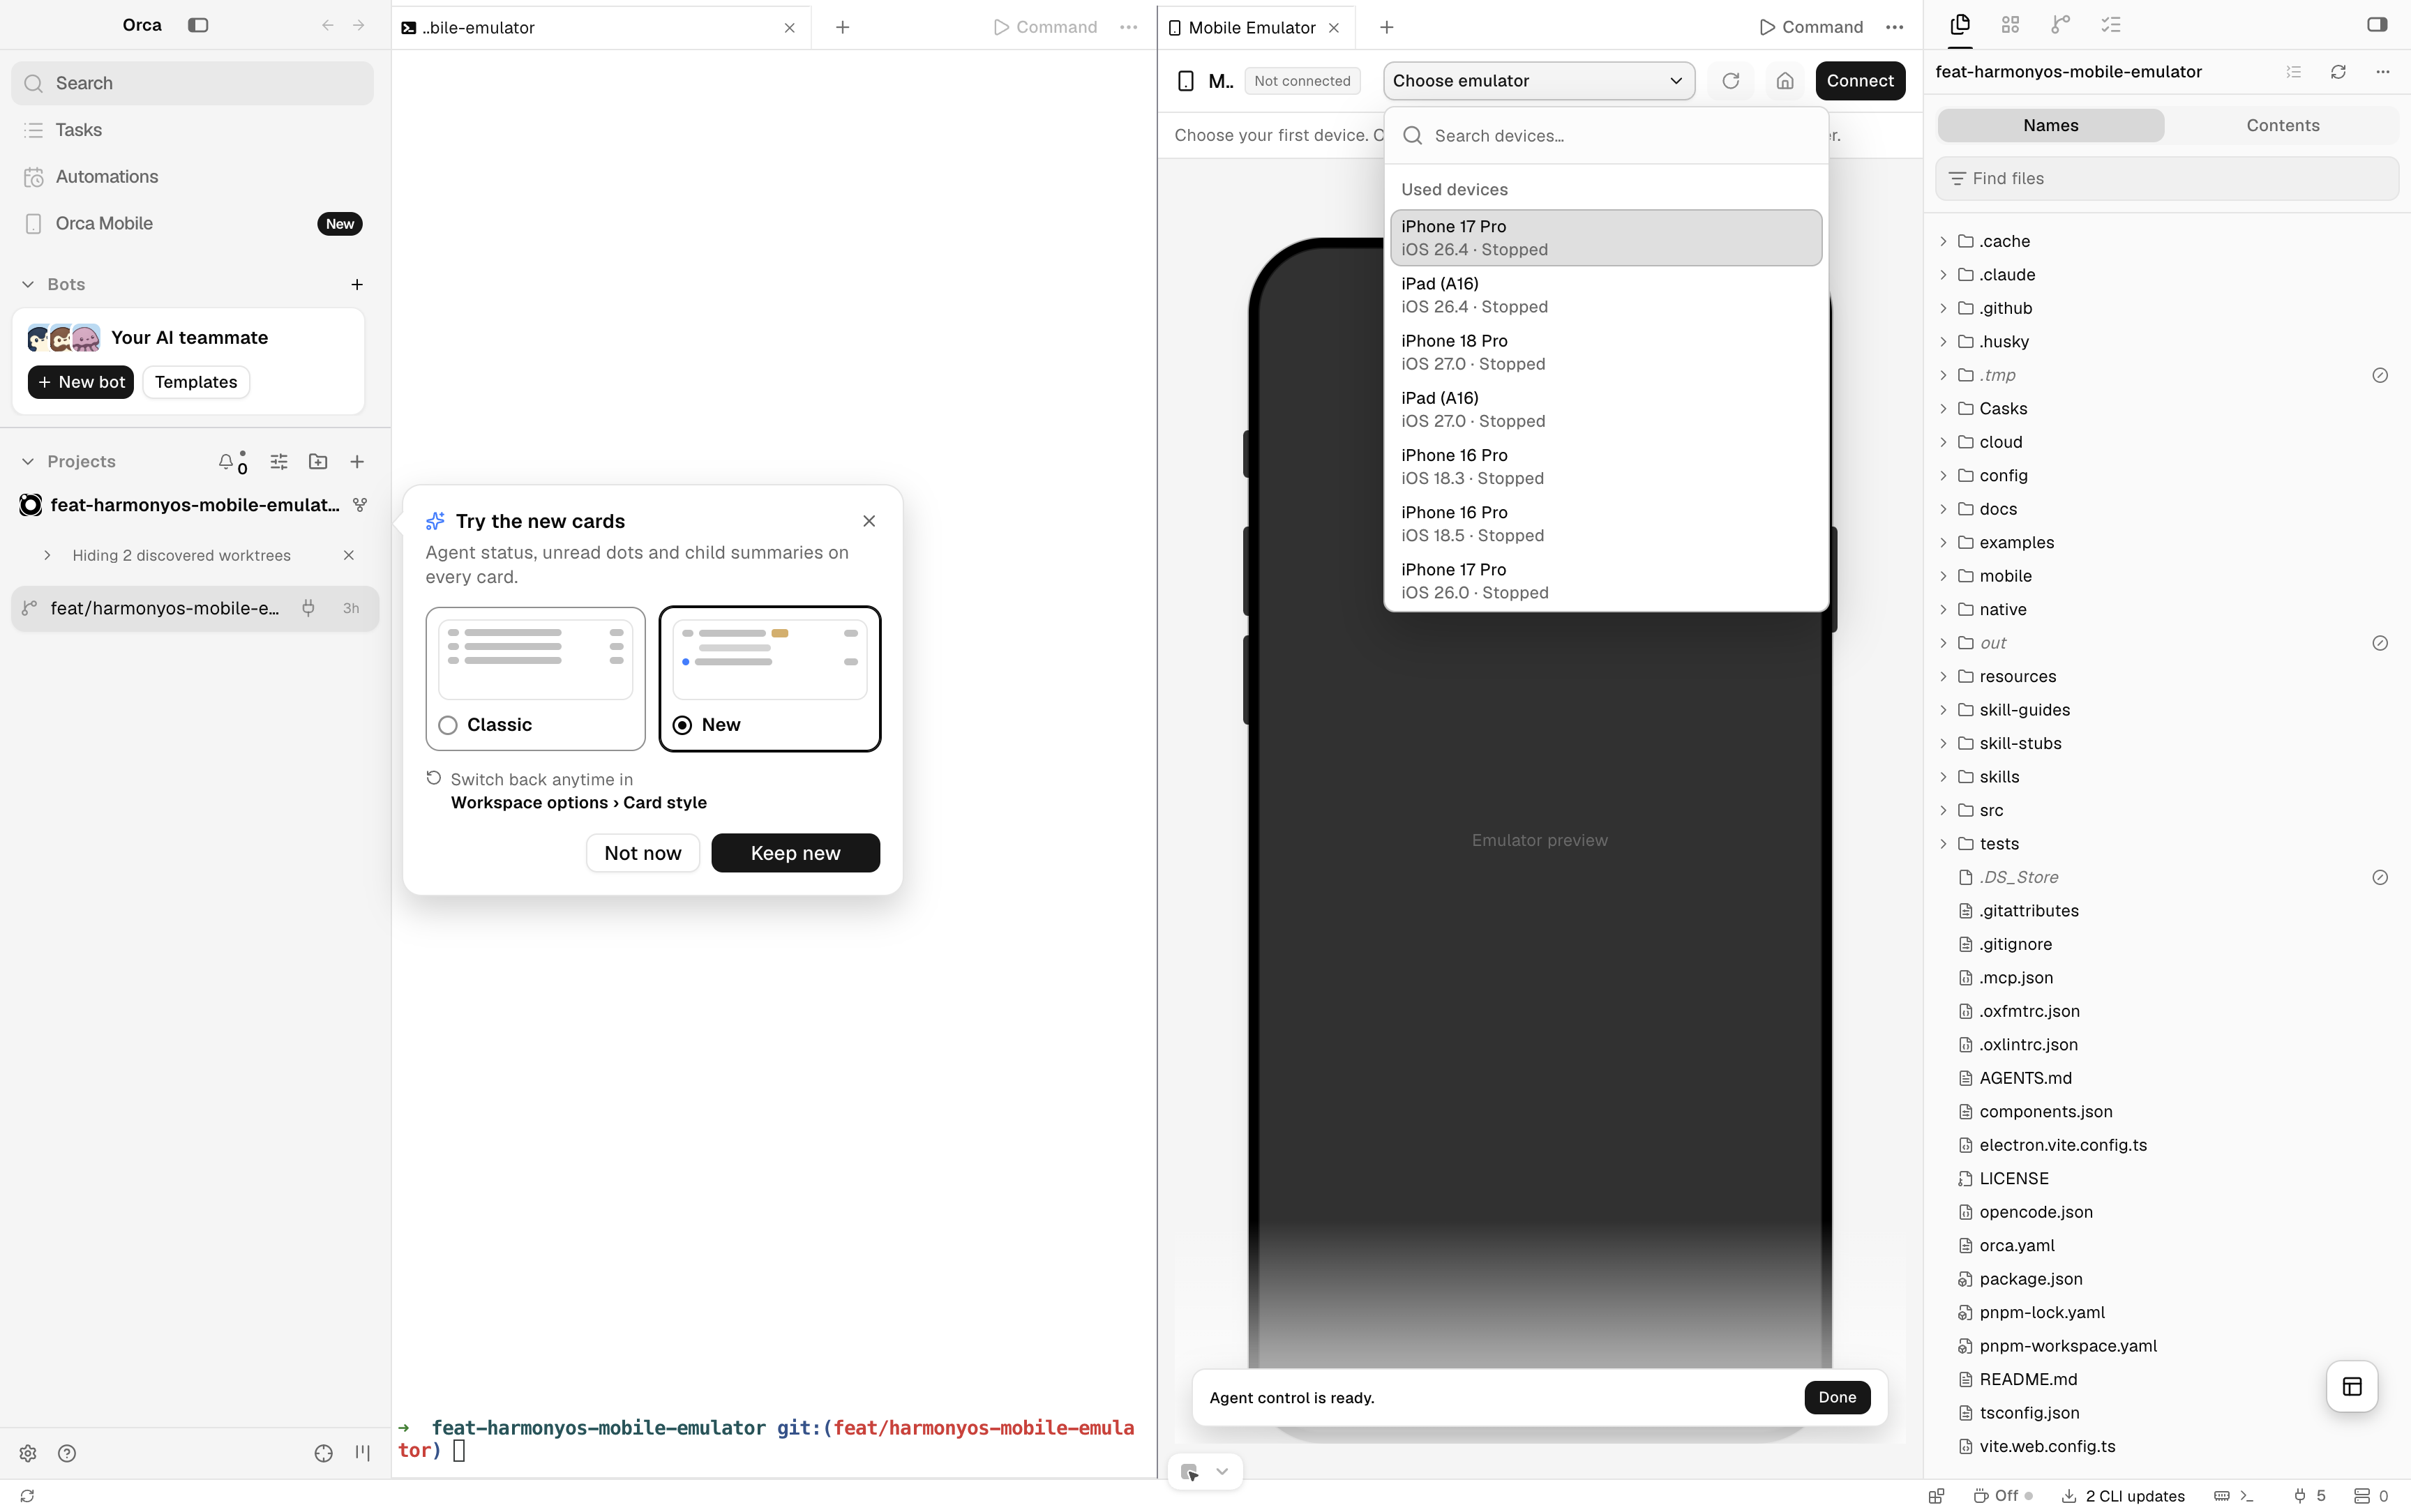 Orca
Search
Tasks
Automations
Orca Mobile
New
Bots
Your AI teammate
New bot
Templates
Projects
0
feat-harmonyos-mobile-emulat...
Hiding 2 discovered worktrees
feat/harmonyos-mobile-e...
3h
..bile-emulator
Command
Try the new cards
Agent status, unread dots and child summaries on
every card.
Classic
New
Switch back anytime in
Workspace options › Card style
Not now
Keep new
→ feat-harmonyos-mobile-emulator git:(feat/harmonyos-mobile-emula
tor)
Mobile Emulator
Command
M..
Not connected
Choose emulator
Connect
Choose your first device. C
r.
Search devices...
Used devices
iPhone 17 Pro
iOS 26.4 · Stopped
iPad (A16)
iOS 26.4 · Stopped
iPhone 18 Pro
iOS 27.0 · Stopped
iPad (A16)
iOS 27.0 · Stopped
iPhone 16 Pro
iOS 18.3 · Stopped
iPhone 16 Pro
iOS 18.5 · Stopped
iPhone 17 Pro
iOS 26.0 · Stopped
Emulator preview
Agent control is ready.
Done
feat-harmonyos-mobile-emulator
Names
Contents
Find files
.cache
.claude
.github
.husky
.tmp
Casks
cloud
config
docs
examples
mobile
native
out
resources
skill-guides
skill-stubs
skills
src
tests
.DS_Store
.gitattributes
.gitignore
.mcp.json
.oxfmtrc.json
.oxlintrc.json
AGENTS.md
components.json
electron.vite.config.ts
LICENSE
opencode.json
orca.yaml
package.json
pnpm-lock.yaml
pnpm-workspace.yaml
README.md
tsconfig.json
vite.web.config.ts
Off
2 CLI updates
5
0